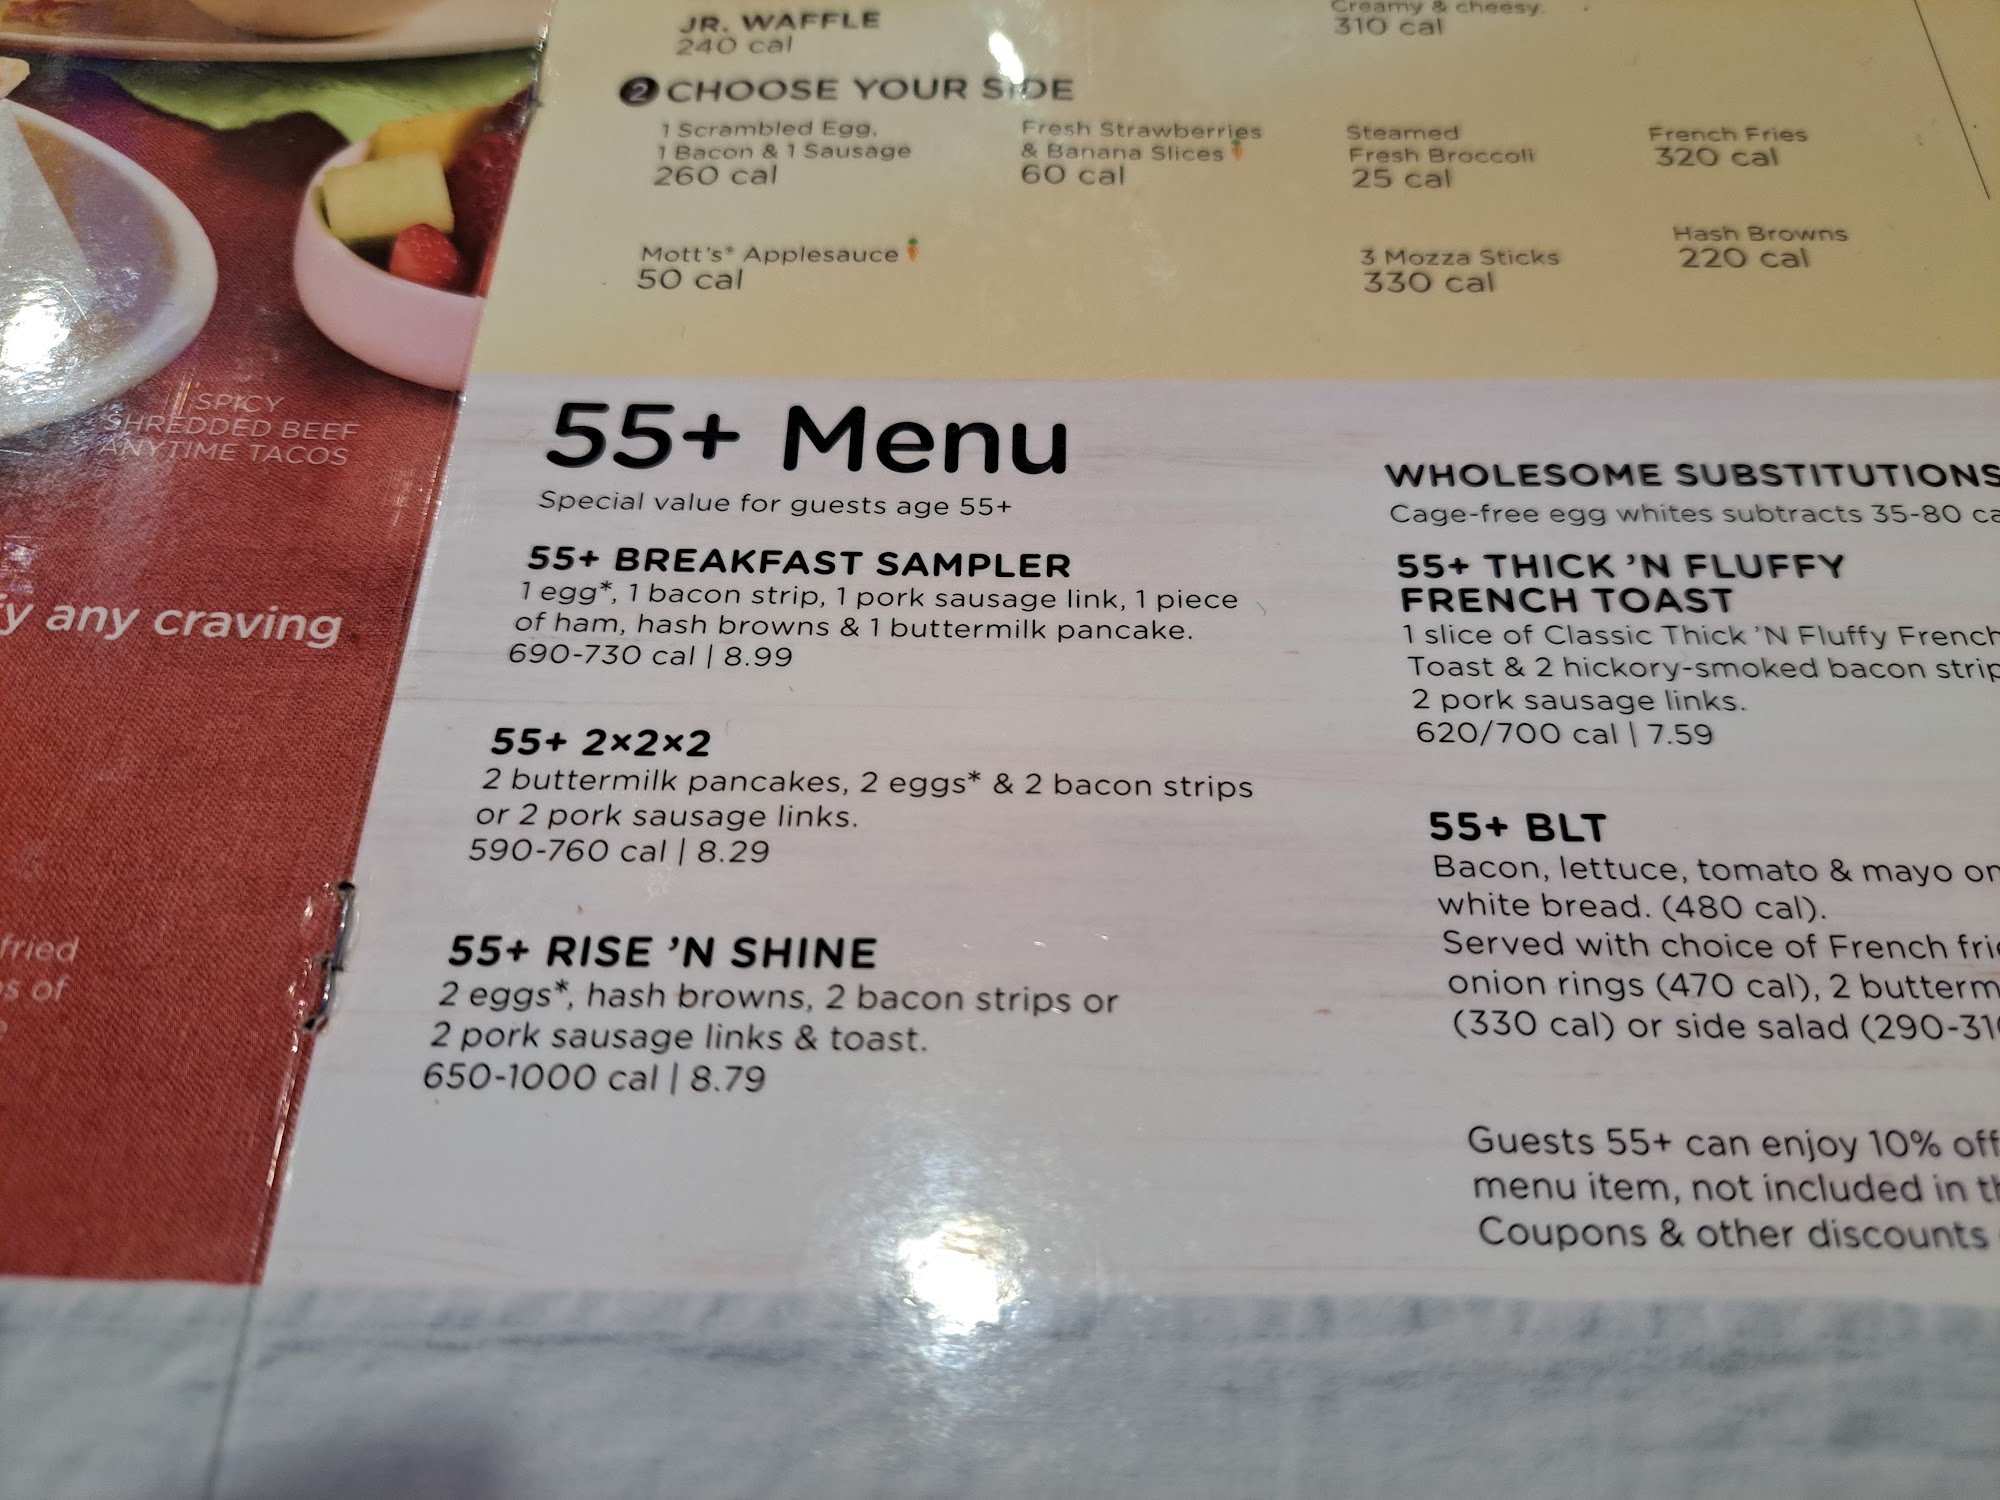 JR. WAFFLE
240 cal
Creamy & cheesy.
310 cal
2 CHOOSE YOUR SIDE
1 Scrambled Egg,
1 Bacon & 1 Sausage
260 cal
Fresh Strawberries
& Banana Slices
60 cal
Steamed
Fresh Broccoli
25 cal
French Fries
320 cal
Mott's® Applesauce
50 cal
3 Mozza Sticks
330 cal
Hash Browns
220 cal
SPICY
SHREDDED BEEF
ANYTIME TACOS
y any craving
fried
s of
55+ Menu
Special value for guests age 55+
55+ BREAKFAST SAMPLER
1 egg*, 1 bacon strip, 1 pork sausage link, 1 piece
of ham, hash browns & 1 buttermilk pancake.
690-730 cal | 8.99
55+ 2×2×2
2 buttermilk pancakes, 2 eggs* & 2 bacon strips
or 2 pork sausage links.
590-760 cal | 8.29
55+ RISE 'N SHINE
2 eggs*, hash browns, 2 bacon strips or
2 pork sausage links & toast.
650-1000 cal | 8.79
WHOLESOME SUBSTITUTIONS
Cage-free egg whites subtracts 35-80 ca
55+ THICK 'N FLUFFY
FRENCH TOAST
1 slice of Classic Thick 'N Fluffy French
Toast & 2 hickory-smoked bacon strip
2 pork sausage links.
620/700 cal | 7.59
55+ BLT
Bacon, lettuce, tomato & mayo on
white bread. (480 cal).
Served with choice of French frie
onion rings (470 cal), 2 butterm
(330 cal) or side salad (290-310
Guests 55+ can enjoy 10% off
menu item, not included in th
Coupons & other discounts